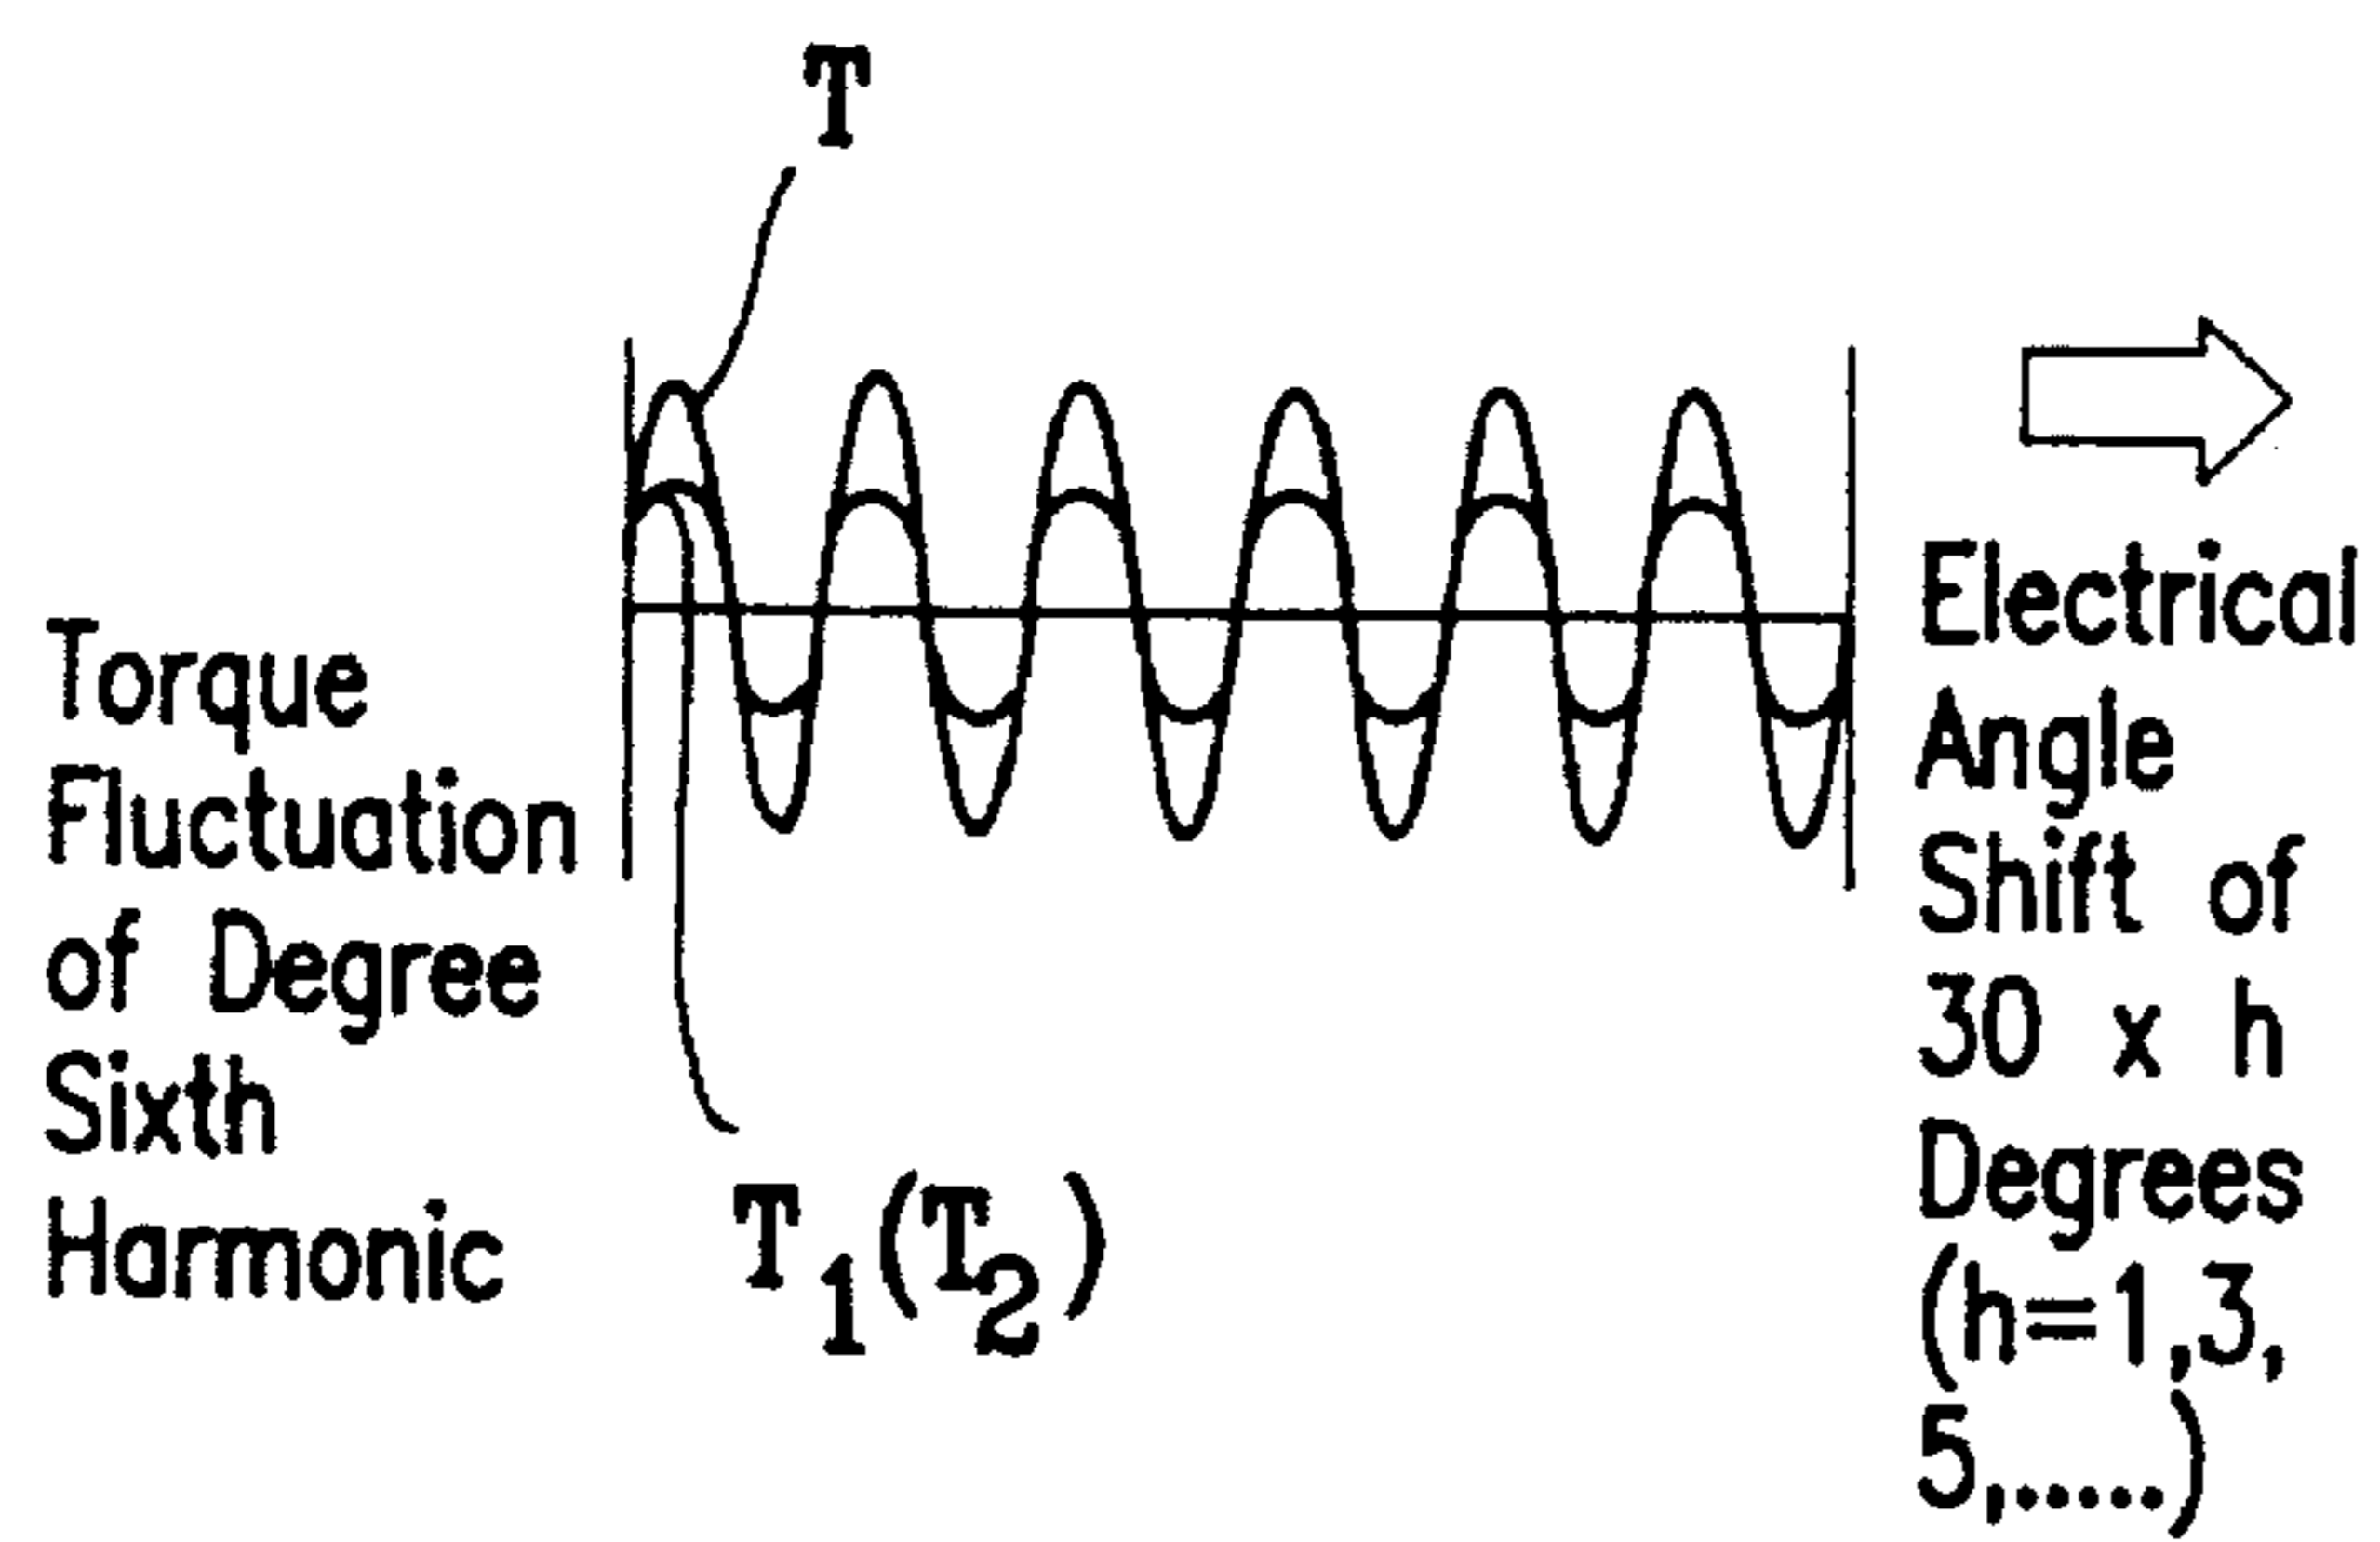 T
Torque
Fluctuation
of Degree
Sixth
Harmonic
T1(T2)
Electrical
Angle
Shift of
30 x h
Degrees
(h=1,3,
5,.....)